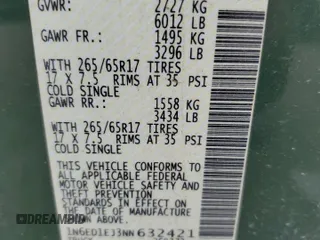 GVWR: 2727 KG
6012 LB
GAWR FR.: 1495 KG
3296 LB
WITH 265/65R17 TIRES
17 X 7.5 RIMS AT 35 PSI
COLD SINGLE
GAWR RR.: 1558 KG
3434 LB
WITH 265/65R17 TIRES
17 X 7.5 RIMS AT 35 PSI
COLD SINGLE
THIS VEHICLE CONFORMS TO
ALL APPLICABLE FEDERAL
MOTOR VEHICLE SAFETY
AND THEFT PREVENTION
STANDARDS IN EFFECT ON
THE DATE OF MANUFACTURE
SHOWN ABOVE.
1N6ED1EJ3NN632421
DREAMBID